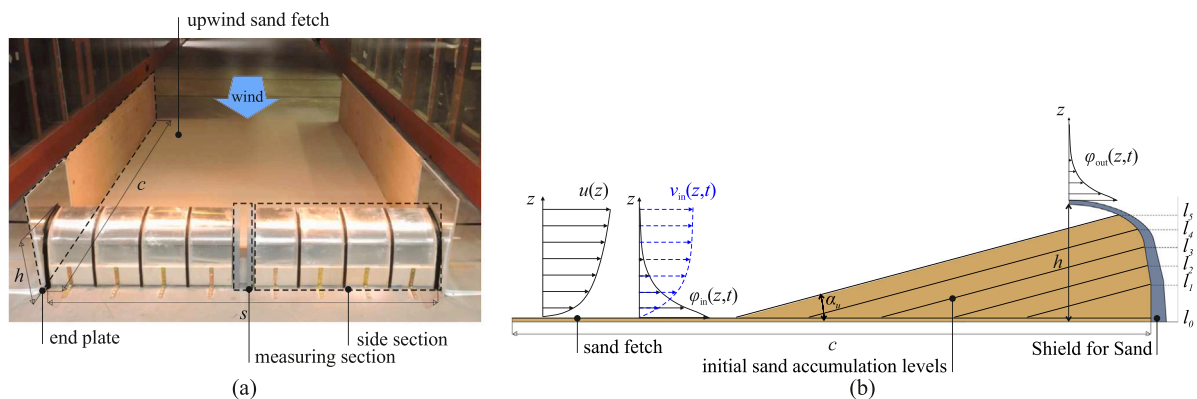 upwind sand fetch
wind
c
h
s
end plate
measuring section
side section
(a)
z
u(z)
z
v_in(z,t)
φ_in(z,t)
z
φ_out(z,t)
h
α_u
l_5
l_4
l_3
l_2
l_1
l_0
c
sand fetch
initial sand accumulation levels
Shield for Sand
(b)